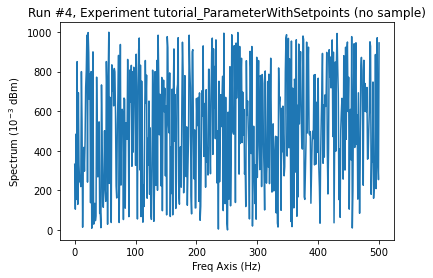 Run #4, Experiment tutorial_ParameterWithSetpoints (no sample)
1000
800
600
400
200
0
Spectrum (10⁻³ dBm)
0 100 200 300 400 500
Freq Axis (Hz)